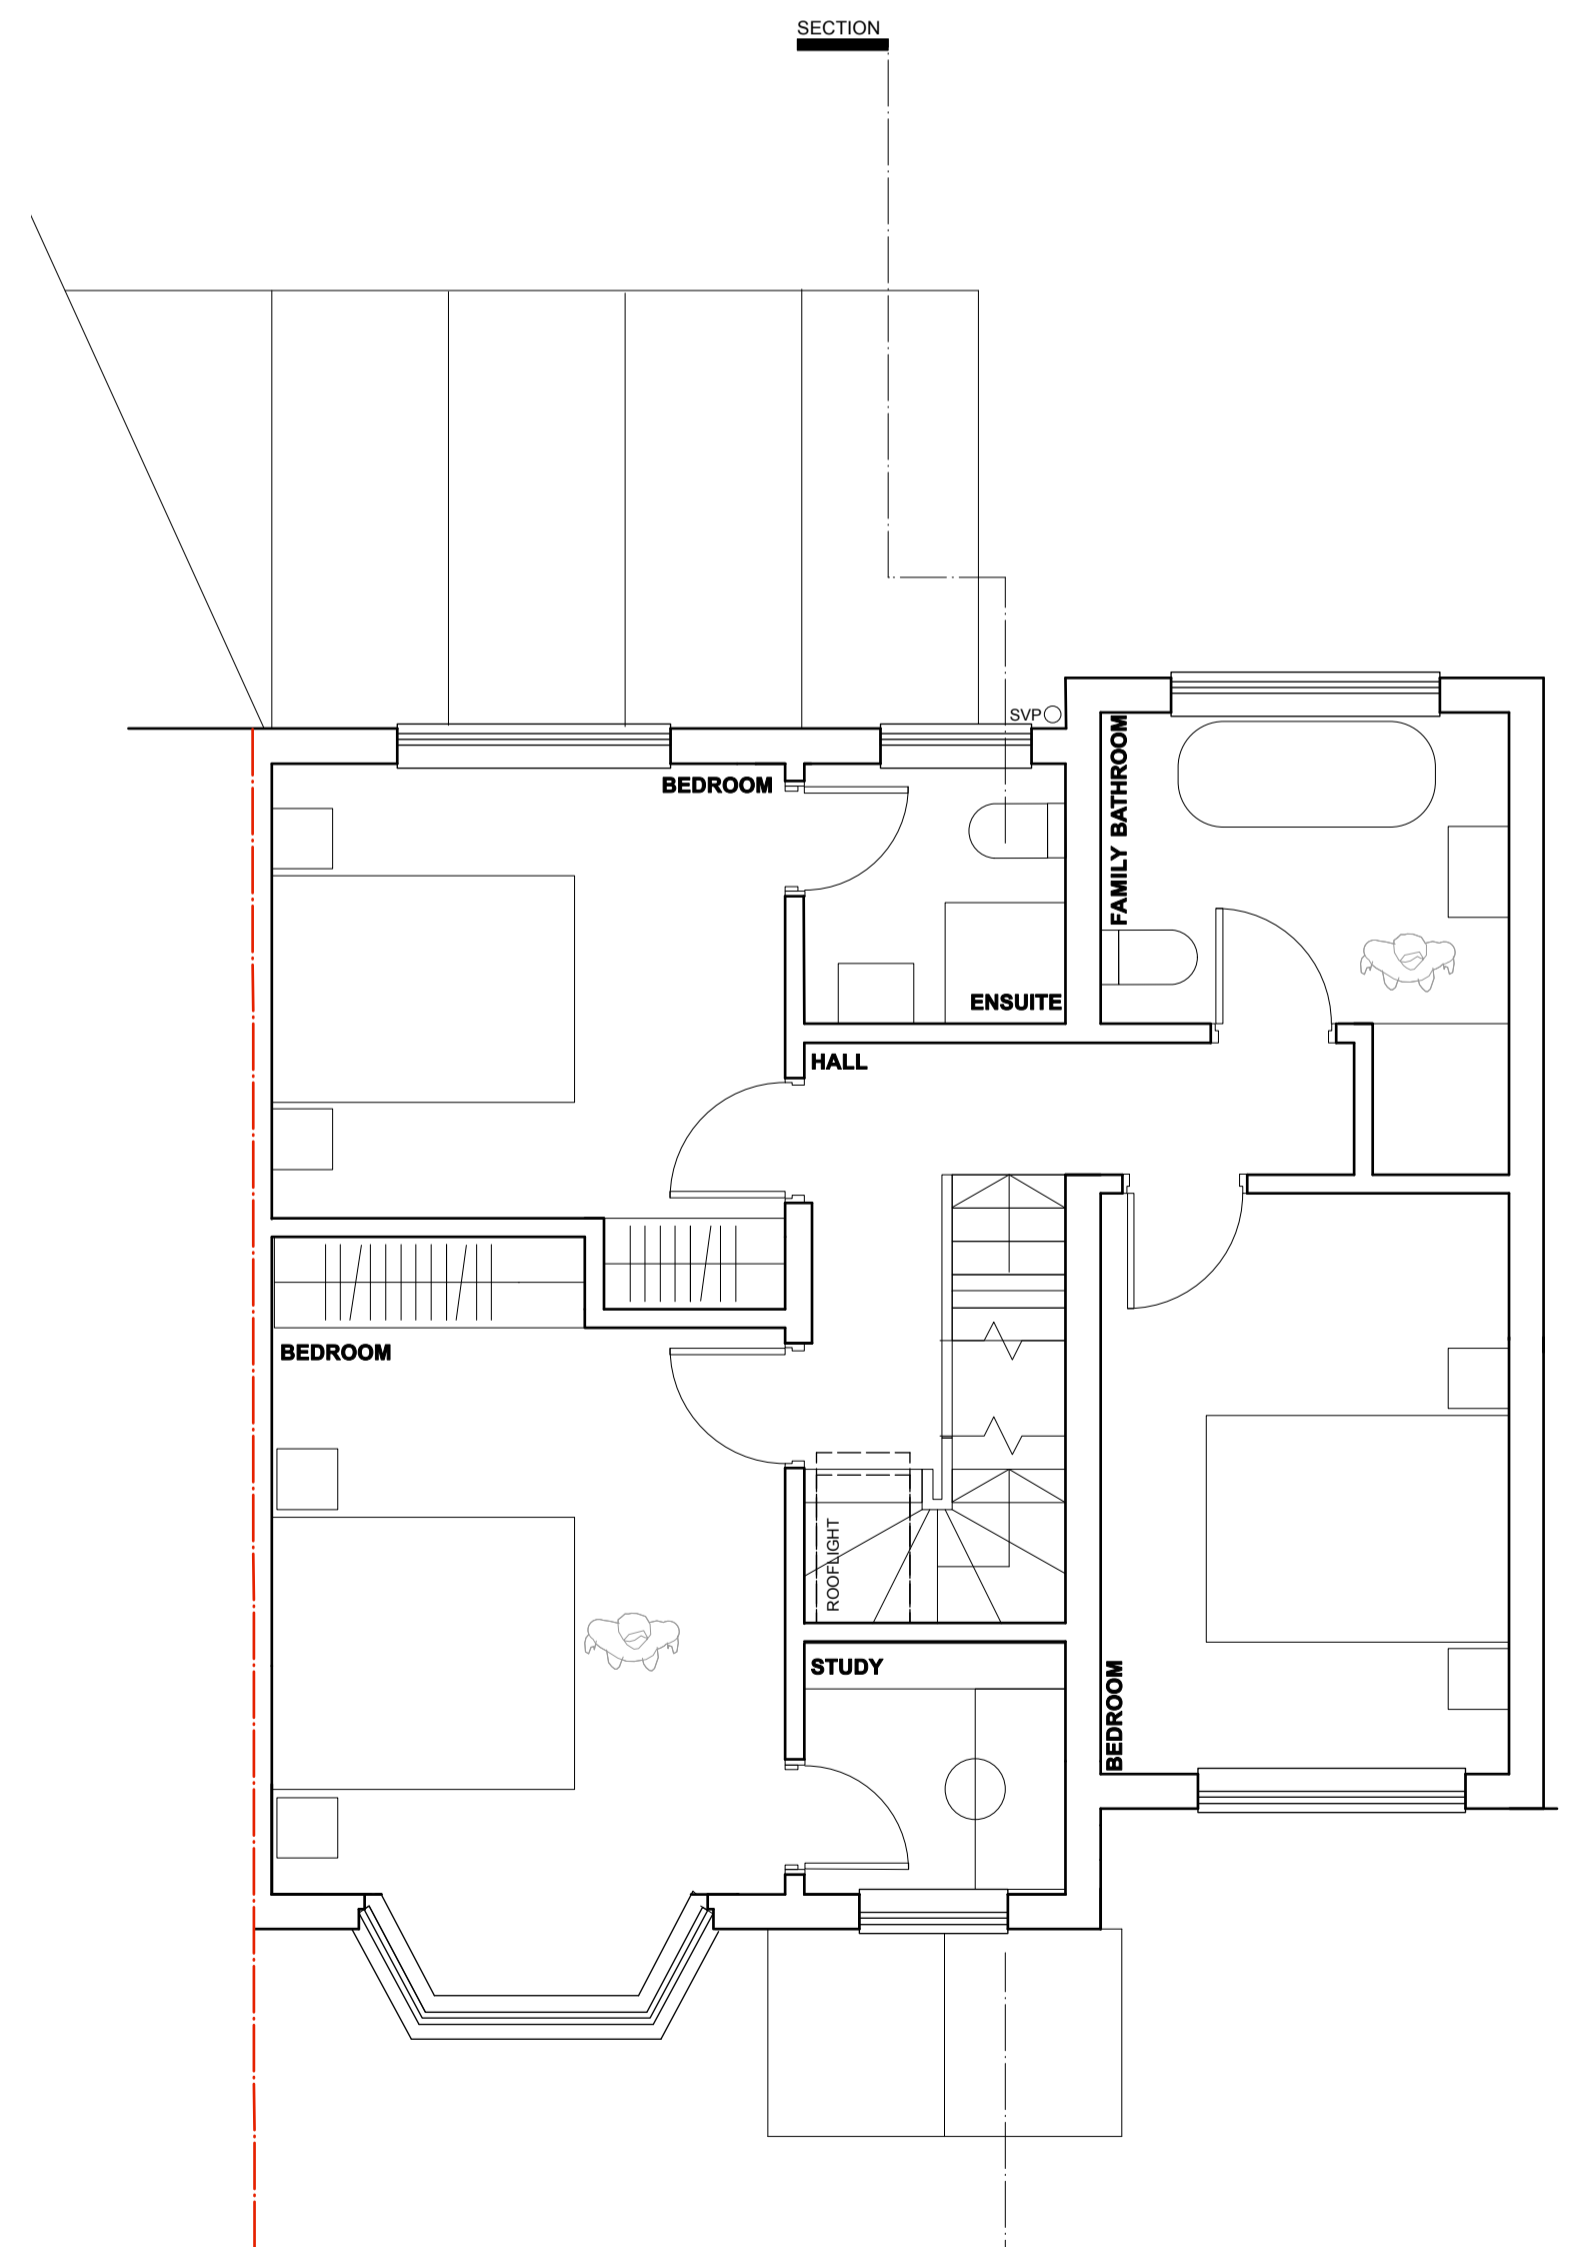 SECTION
SVP
BEDROOM
FAMILY BATHROOM
ENSUITE
HALL
BEDROOM
ROOFLIGHT
STUDY
BEDROOM